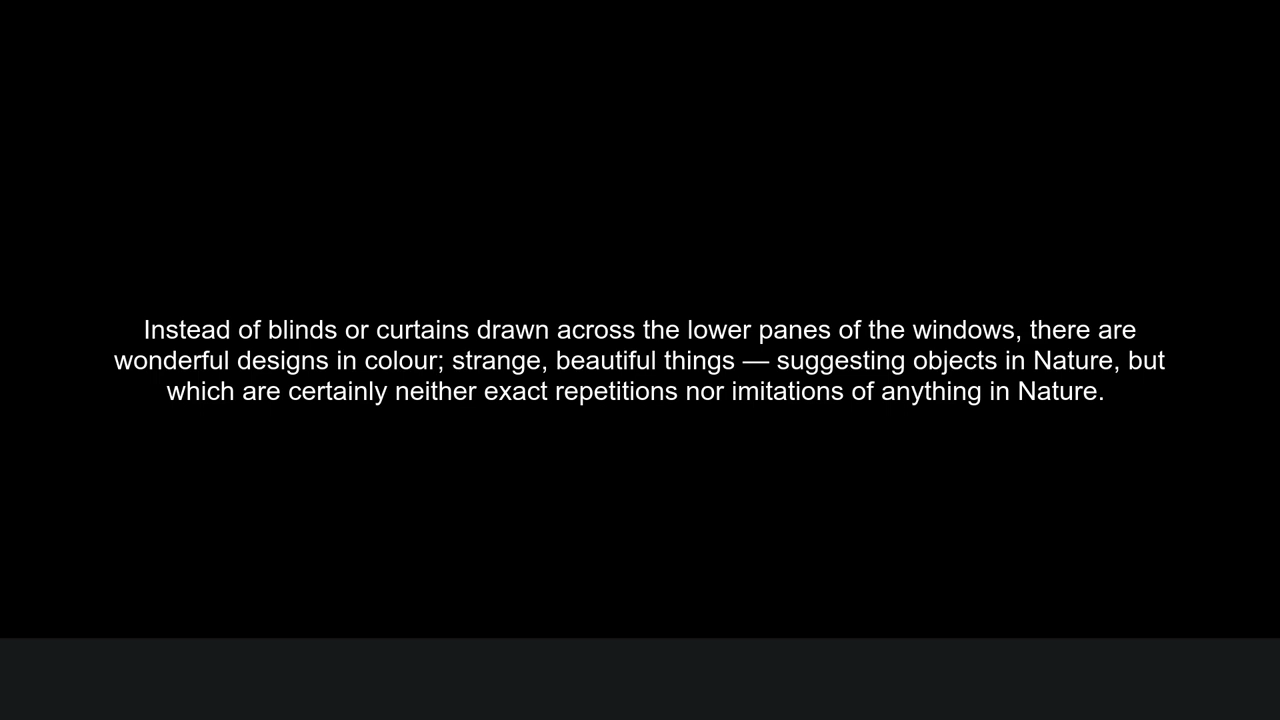 Instead of blinds or curtains drawn across the lower panes of the windows, there are
wonderful designs in colour; strange, beautiful things — suggesting objects in Nature, but
which are certainly neither exact repetitions nor imitations of anything in Nature.